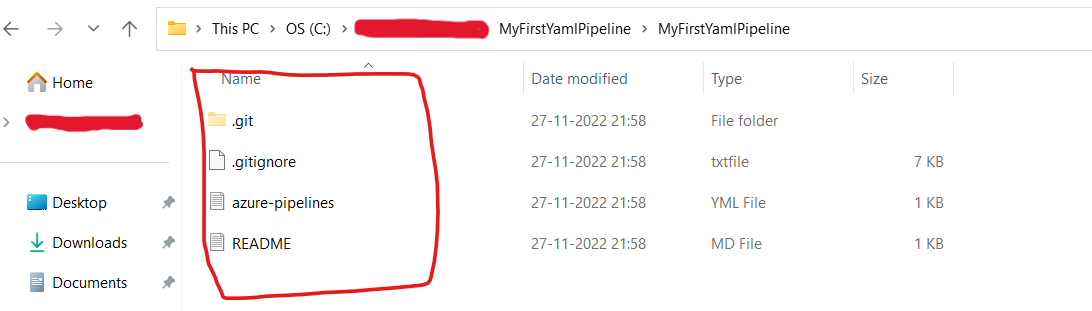 This PC > OS (C:) > MyFirstYamlPipeline > MyFirstYamlPipeline
Home
Name Date modified Type Size
.git 27-11-2022 21:58 File folder
.gitignore 27-11-2022 21:58 txtfile 7 KB
Desktop azure-pipelines 27-11-2022 21:58 YML File 1 KB
Downloads README 27-11-2022 21:58 MD File 1 KB
Documents